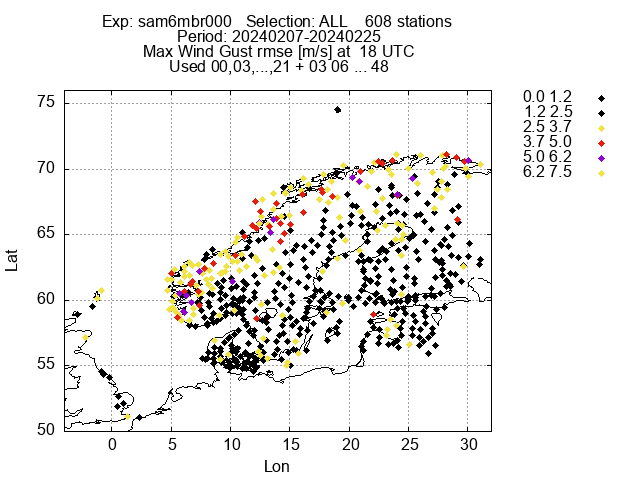 Exp: sam6mbr000 Selection: ALL 608 stations
Period: 20240207-20240225
Max Wind Gust rmse [m/s] at 18 UTC
Used 00,03,...,21 + 03 06 ... 48
0.0 1.2
1.2 2.5
2.5 3.7
3.7 5.0
5.0 6.2
6.2 7.5
75
70
65
60
55
50
Lat
0 5 10 15 20 25 30
Lon